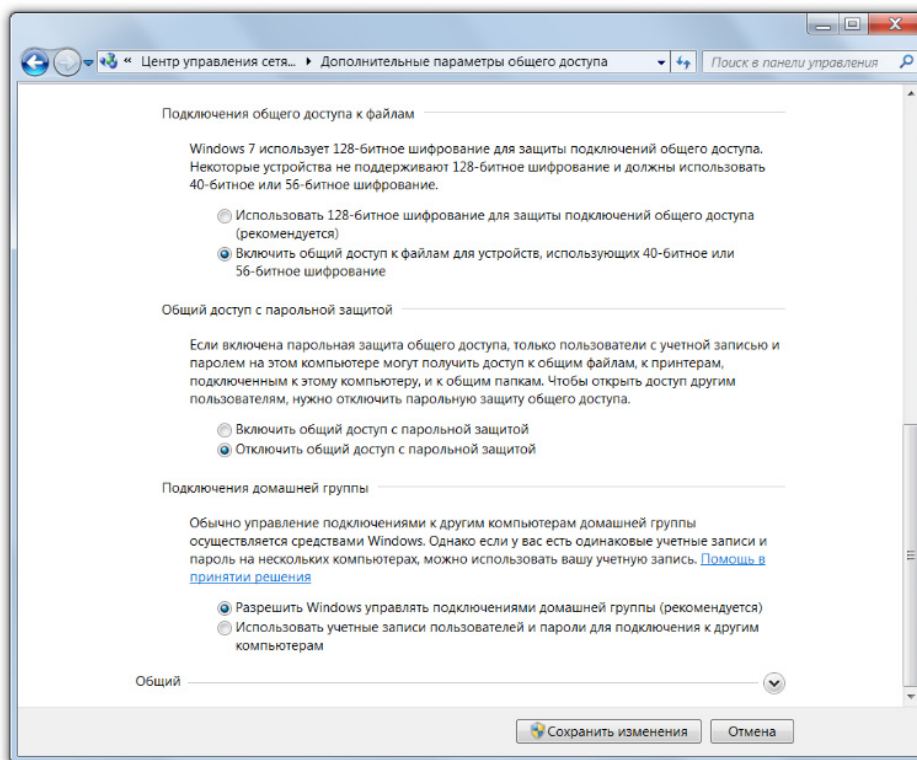 « Центр управления сетя... ▸ Дополнительные параметры общего доступа
Поиск в панели управления
Подключения общего доступа к файлам
Windows 7 использует 128-битное шифрование для защиты подключений общего доступа.
Некоторые устройства не поддерживают 128-битное шифрование и должны использовать
40-битное или 56-битное шифрование.
Использовать 128-битное шифрование для защиты подключений общего доступа
(рекомендуется)
Включить общий доступ к файлам для устройств, использующих 40-битное или
56-битное шифрование
Общий доступ с парольной защитой
Если включена парольная защита общего доступа, только пользователи с учетной записью и
паролем на этом компьютере могут получить доступ к общим файлам, к принтерам,
подключенным к этому компьютеру, и к общим папкам. Чтобы открыть доступ другим
пользователям, нужно отключить парольную защиту общего доступа.
Включить общий доступ с парольной защитой
Отключить общий доступ с парольной защитой
Подключения домашней группы
Обычно управление подключениями к другим компьютерам домашней группы
осуществляется средствами Windows. Однако если у вас есть одинаковые учетные записи и
пароль на нескольких компьютерах, можно использовать вашу учетную запись. Помощь в
принятии решения
Разрешить Windows управлять подключениями домашней группы (рекомендуется)
Использовать учетные записи пользователей и пароли для подключения к другим
компьютерам
Общий
Сохранить изменения
Отмена